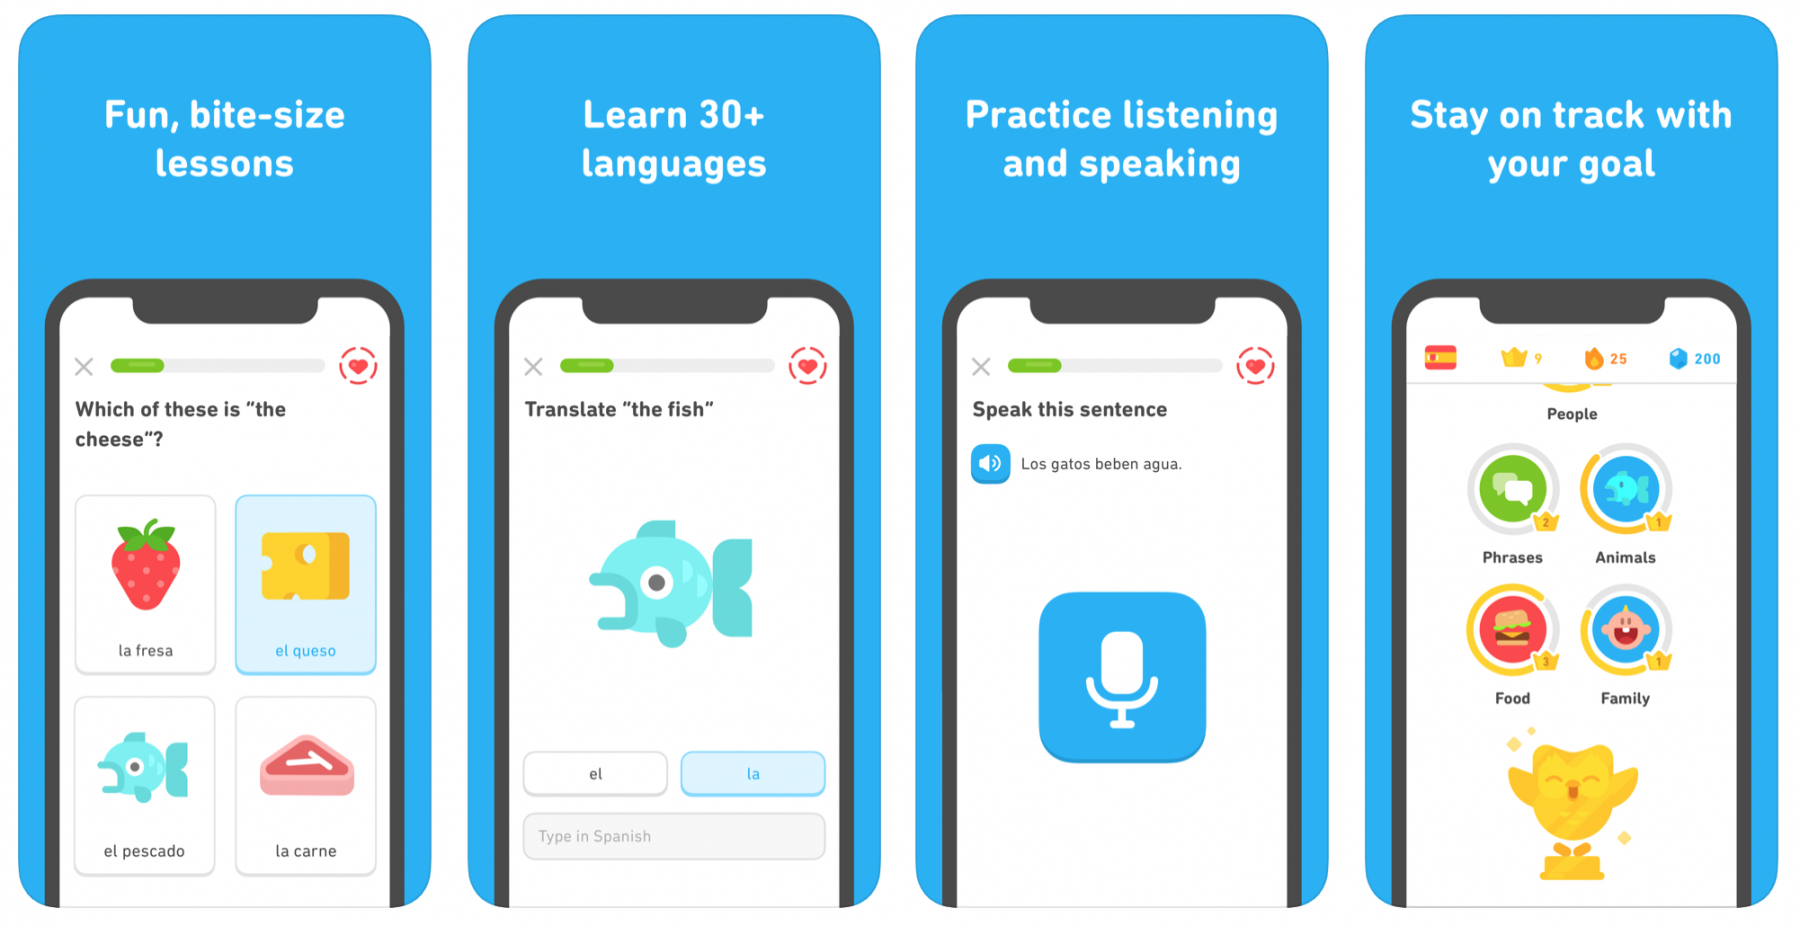 Fun, bite-size
lessons
Which of these is "the
cheese"?
la fresa
el queso
el pescado
la carne
Learn 30+
languages
Translate "the fish"
el
la
Type in Spanish
Practice listening
and speaking
Speak this sentence
Los gatos beben agua.
Stay on track with
your goal
9
25
200
People
2
1
Phrases
Animals
3
1
Food
Family